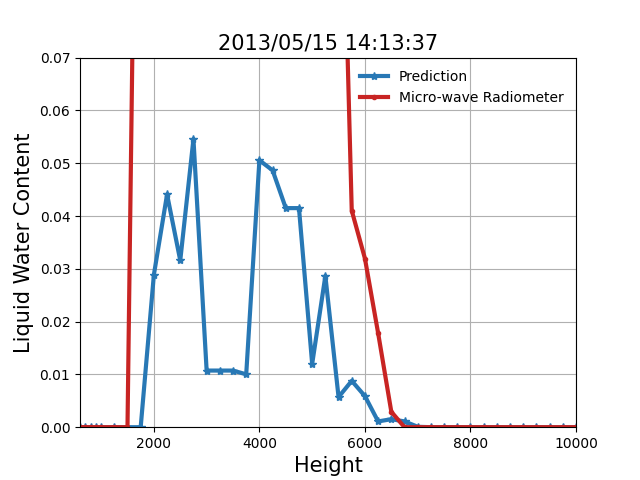 2013/05/15 14:13:37
0.07
0.06
0.05
0.04
0.03
0.02
0.01
0.00
Liquid Water Content
Prediction
Micro-wave Radiometer
2000 4000 6000 8000 10000
Height